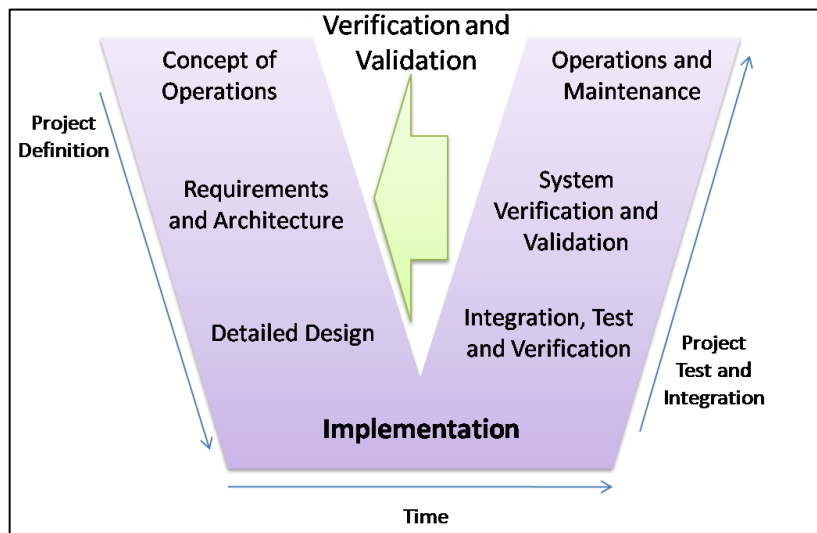 Verification and
Validation
Concept of
Operations
Operations and
Maintenance
Project
Definition
Requirements
and Architecture
System
Verification and
Validation
Detailed Design
Integration, Test
and Verification
Project
Test and
Integration
Implementation
Time